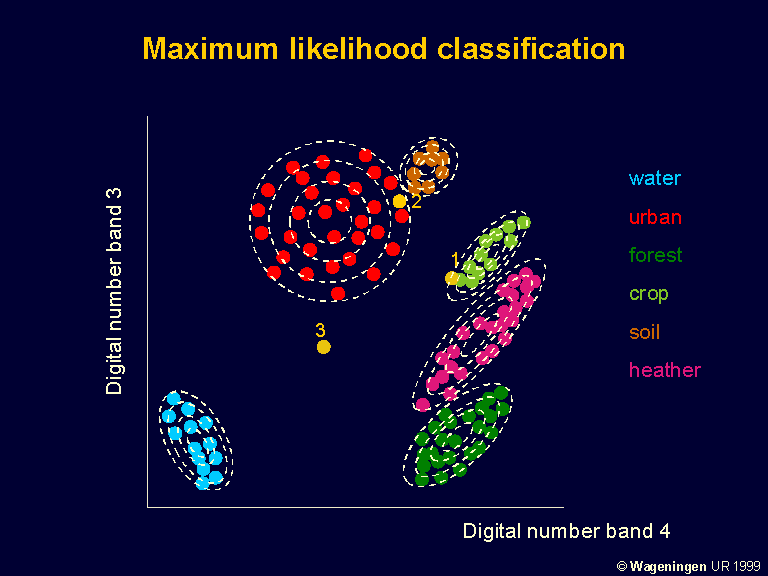 Maximum likelihood classification
Digital number band 3
2
1
3
water
urban
forest
crop
soil
heather
Digital number band 4
© Wageningen UR 1999